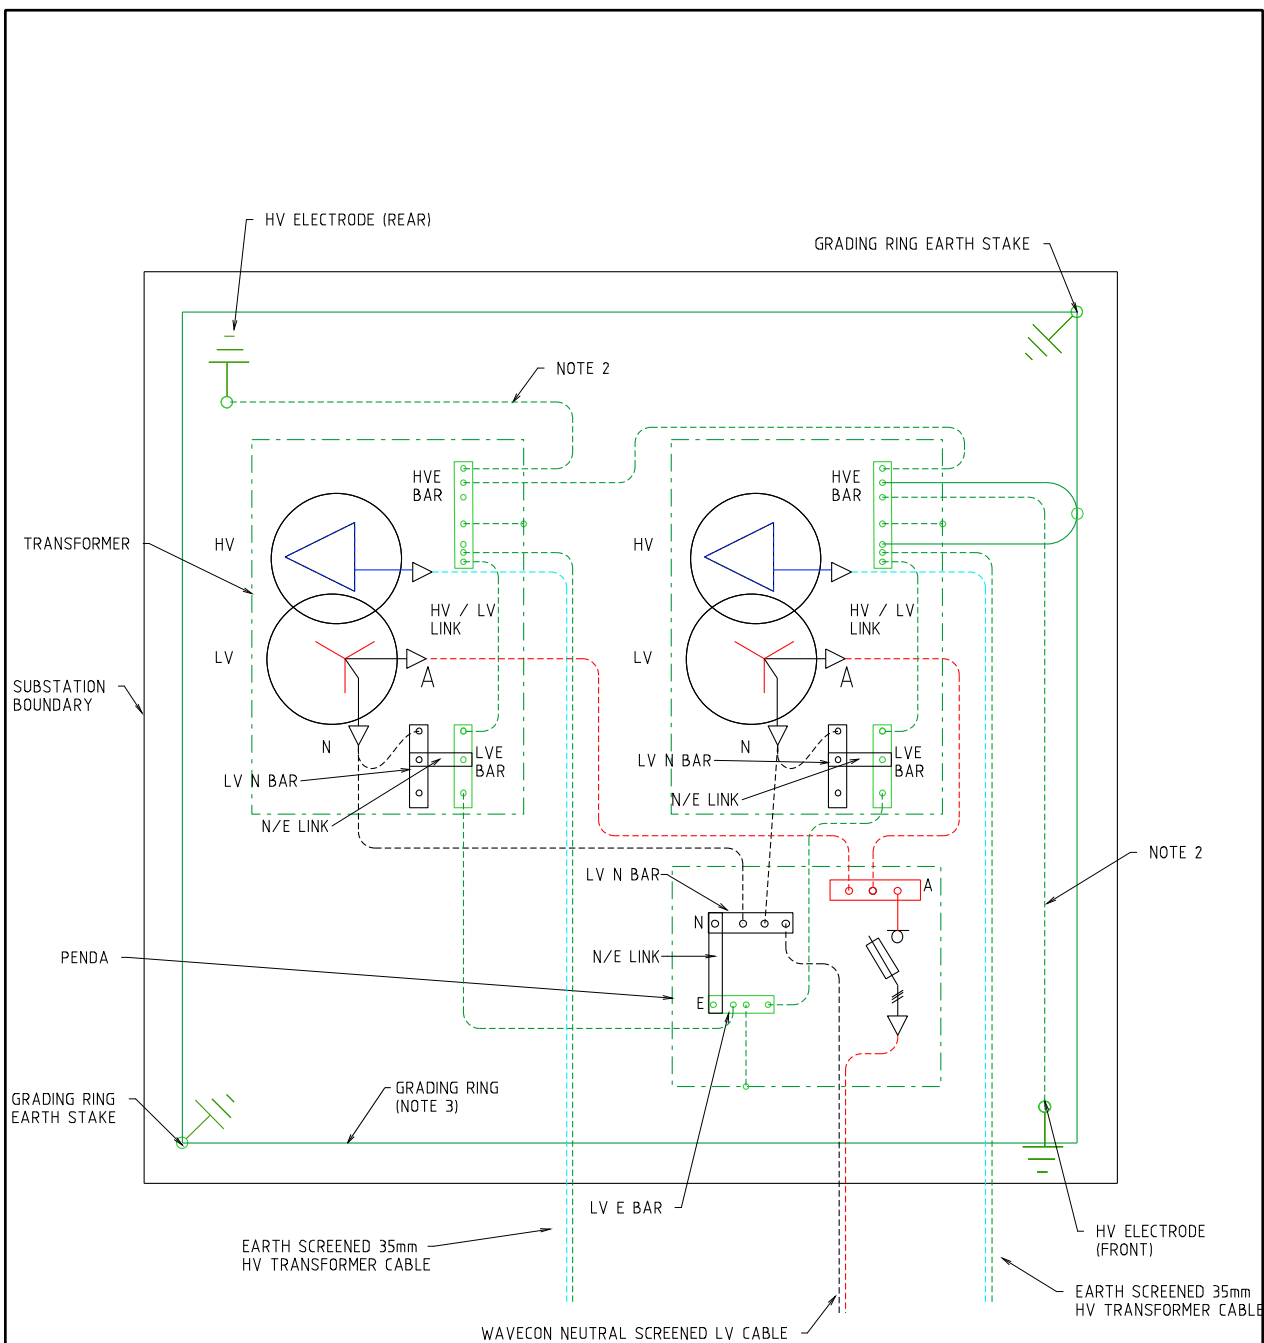 HV ELECTRODE (REAR)
GRADING RING EARTH STAKE
NOTE 2
HVE
BAR
HVE
BAR
TRANSFORMER
HV
HV
HV / LV
LINK
HV / LV
LINK
LV
LV
A
A
SUBSTATION
BOUNDARY
N
N
LVE
BAR
LVE
BAR
LV N BAR
LV N BAR
N/E LINK
N/E LINK
NOTE 2
LV N BAR
A
N
N/E LINK
PENDA
E
GRADING RING
(NOTE 3)
GRADING RING
EARTH STAKE
LV E BAR
HV ELECTRODE
(FRONT)
EARTH SCREENED 35mm
HV TRANSFORMER CABLE
EARTH SCREENED 35mm
HV TRANSFORMER CABLE
WAVECON NEUTRAL SCREENED LV CABLE